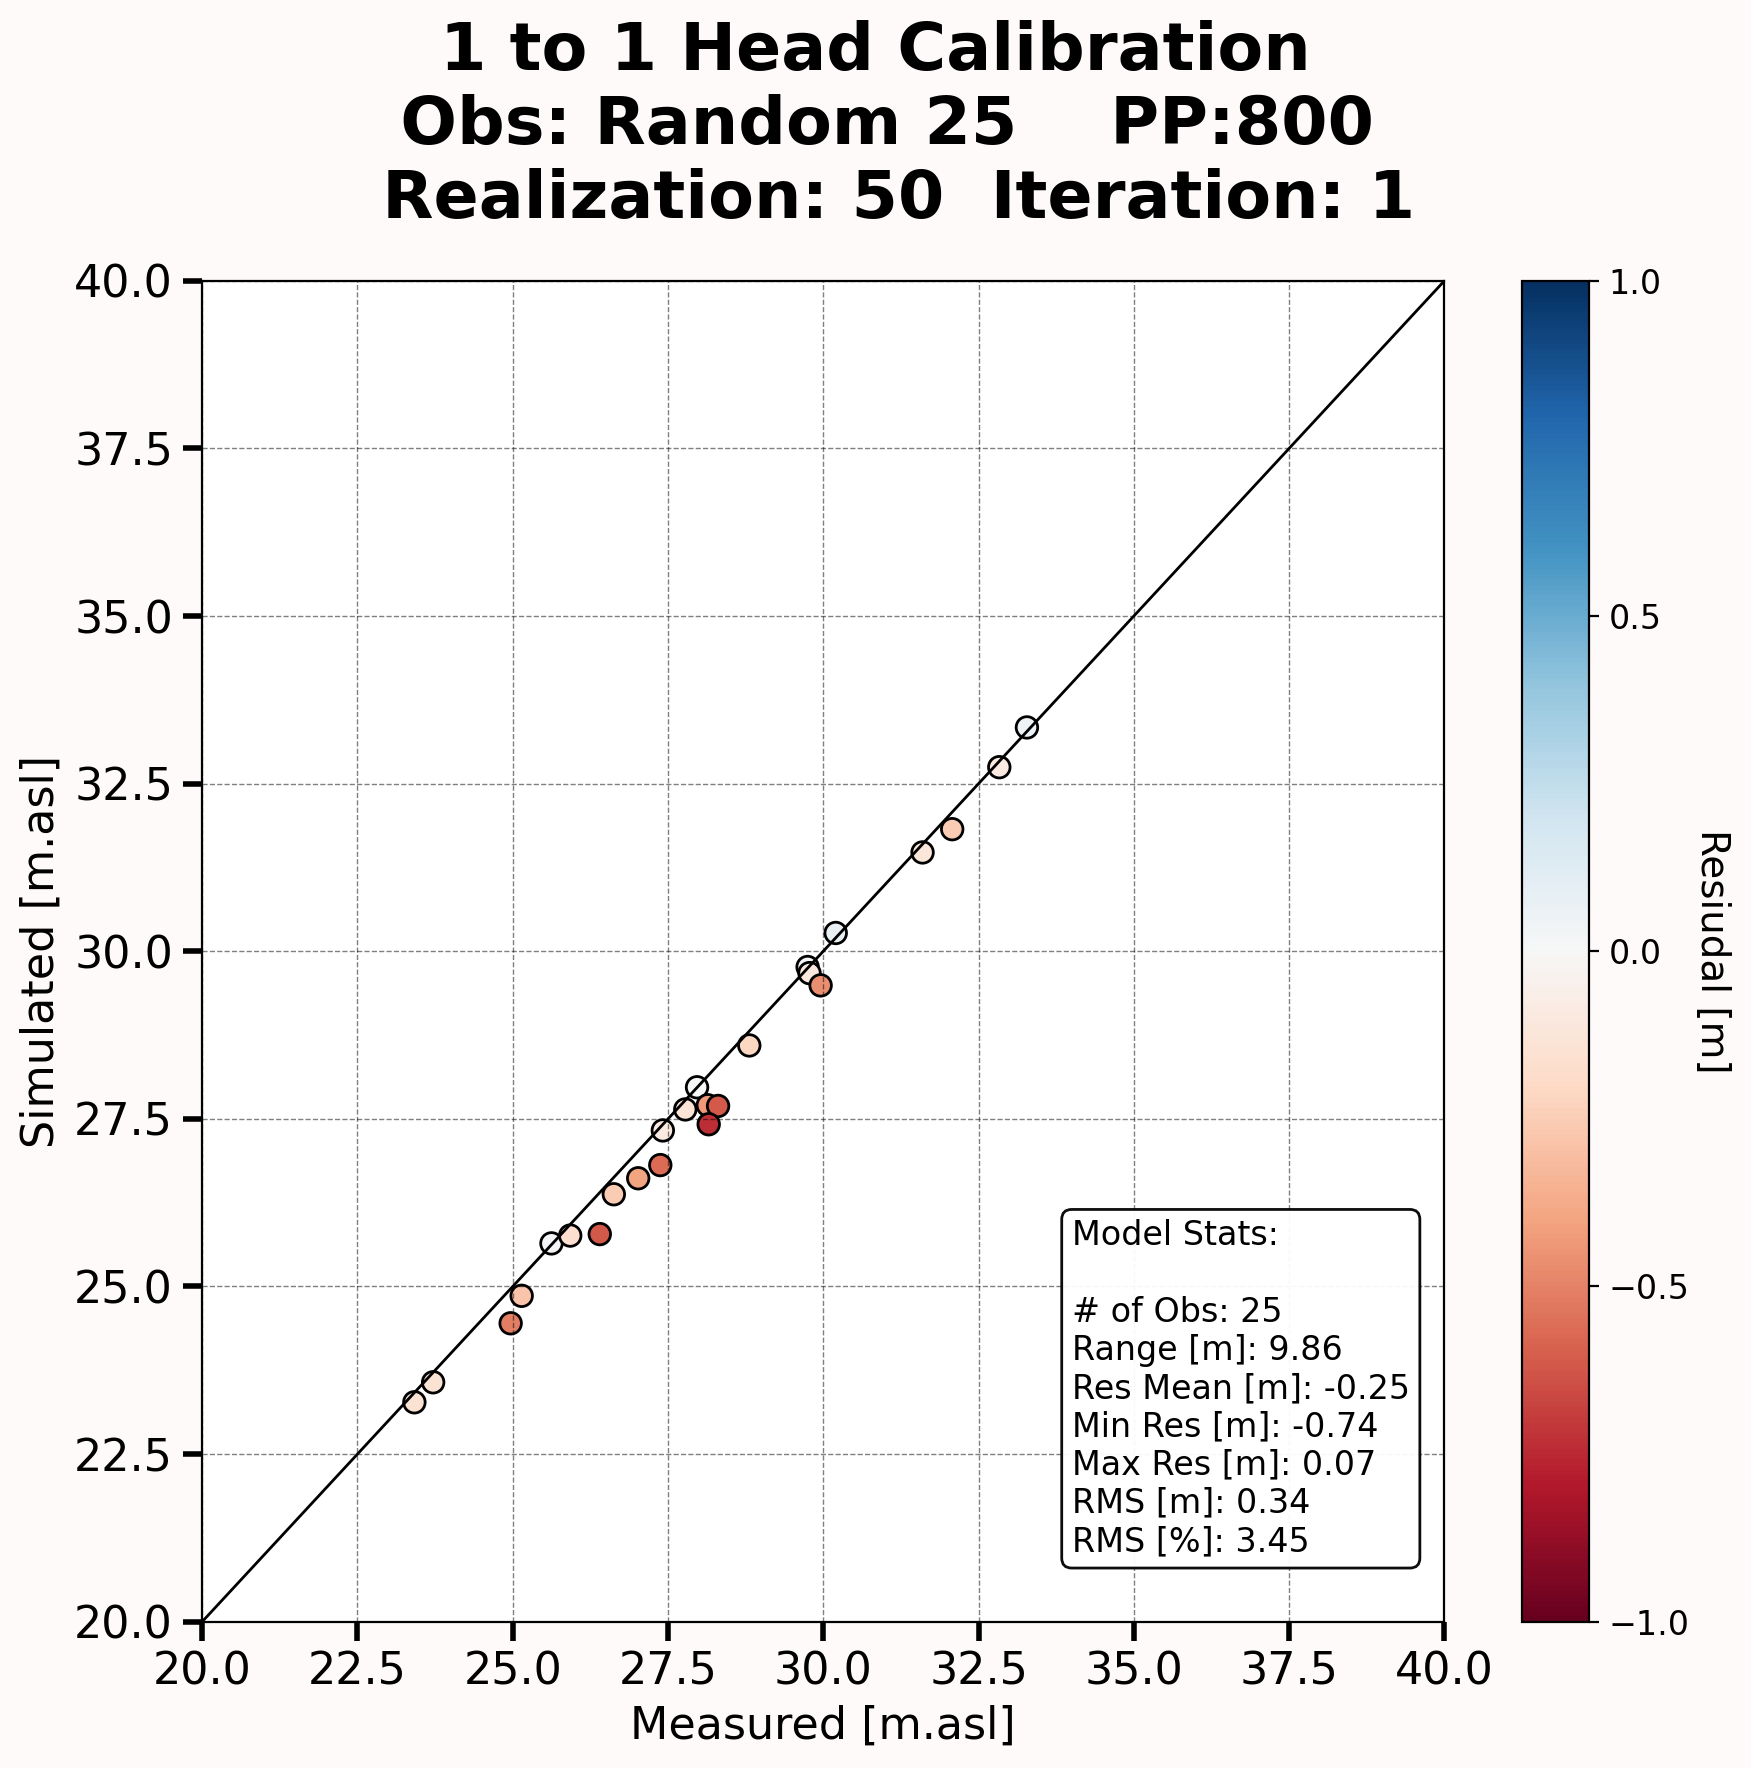 1 to 1 Head Calibration
Obs: Random 25    PP:800
Realization: 50  Iteration: 1
40.0
37.5
35.0
32.5
30.0
27.5
25.0
22.5
20.0
Simulated [m.asl]
20.0 22.5 25.0 27.5 30.0 32.5 35.0 37.5 40.0
Measured [m.asl]
Model Stats:
# of Obs: 25
Range [m]: 9.86
Res Mean [m]: -0.25
Min Res [m]: -0.74
Max Res [m]: 0.07
RMS [m]: 0.34
RMS [%]: 3.45
1.0
0.5
0.0
−0.5
−1.0
Resiudal [m]